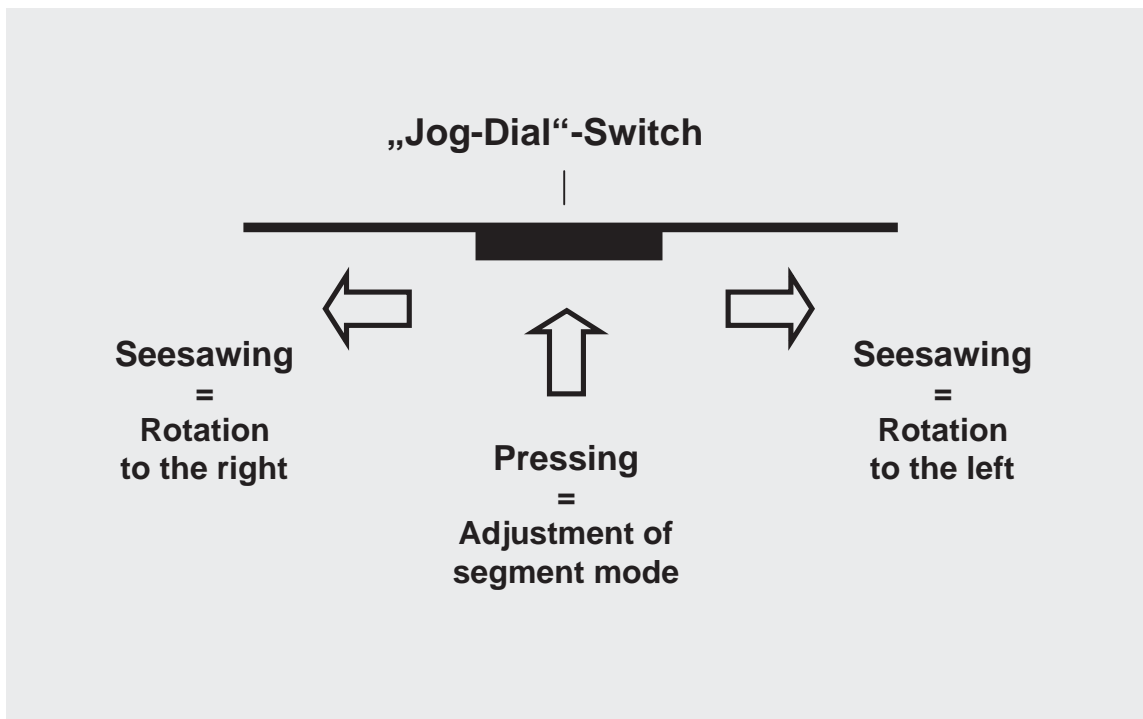 „Jog-Dial“-Switch
Seesawing
=
Rotation
to the right
Pressing
=
Adjustment of
segment mode
Seesawing
=
Rotation
to the left